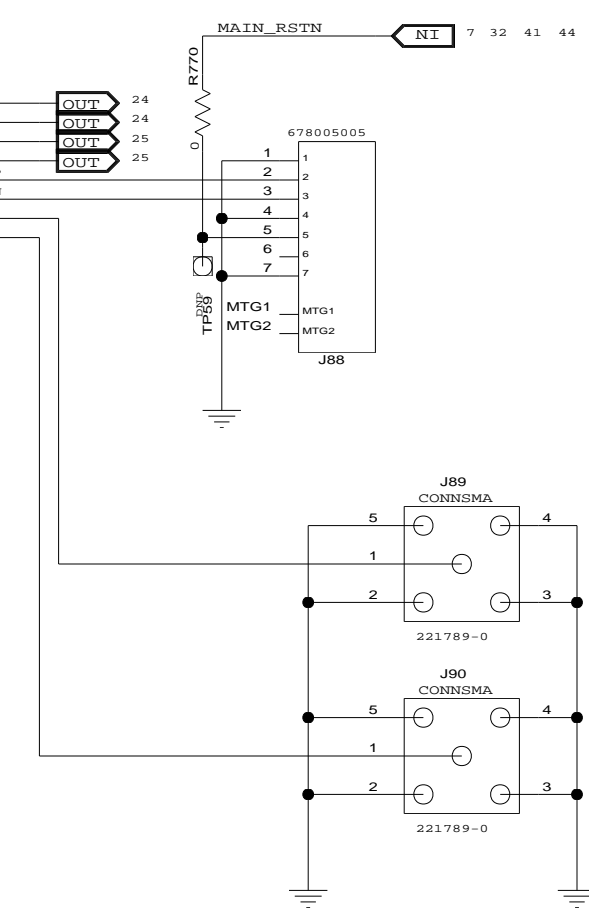 MAIN_RSTN
NI 7 32 41 44
R770
0
OUT 24
OUT 24
OUT 25
OUT 25
678005005
1 1
2 2
3 3
4 4
5 5
6 6
7 7
DNP
TP59
MTG1 MTG1
MTG2 MTG2
J88
J89
CONNSMA
5 4
1
2 3
221789-0
J90
CONNSMA
5 4
1
2 3
221789-0